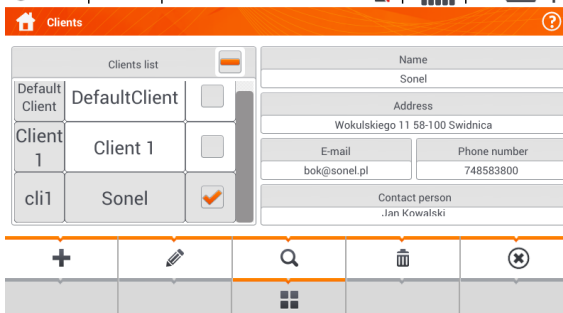 Clients
?
Clients list
Default Client
DefaultClient
Client 1
Client 1
cli1
Sonel
Name
Sonel
Address
Wokulskiego 11 58-100 Swidnica
E-mail
bok@sonel.pl
Phone number
748583800
Contact person
Jan Kowalski